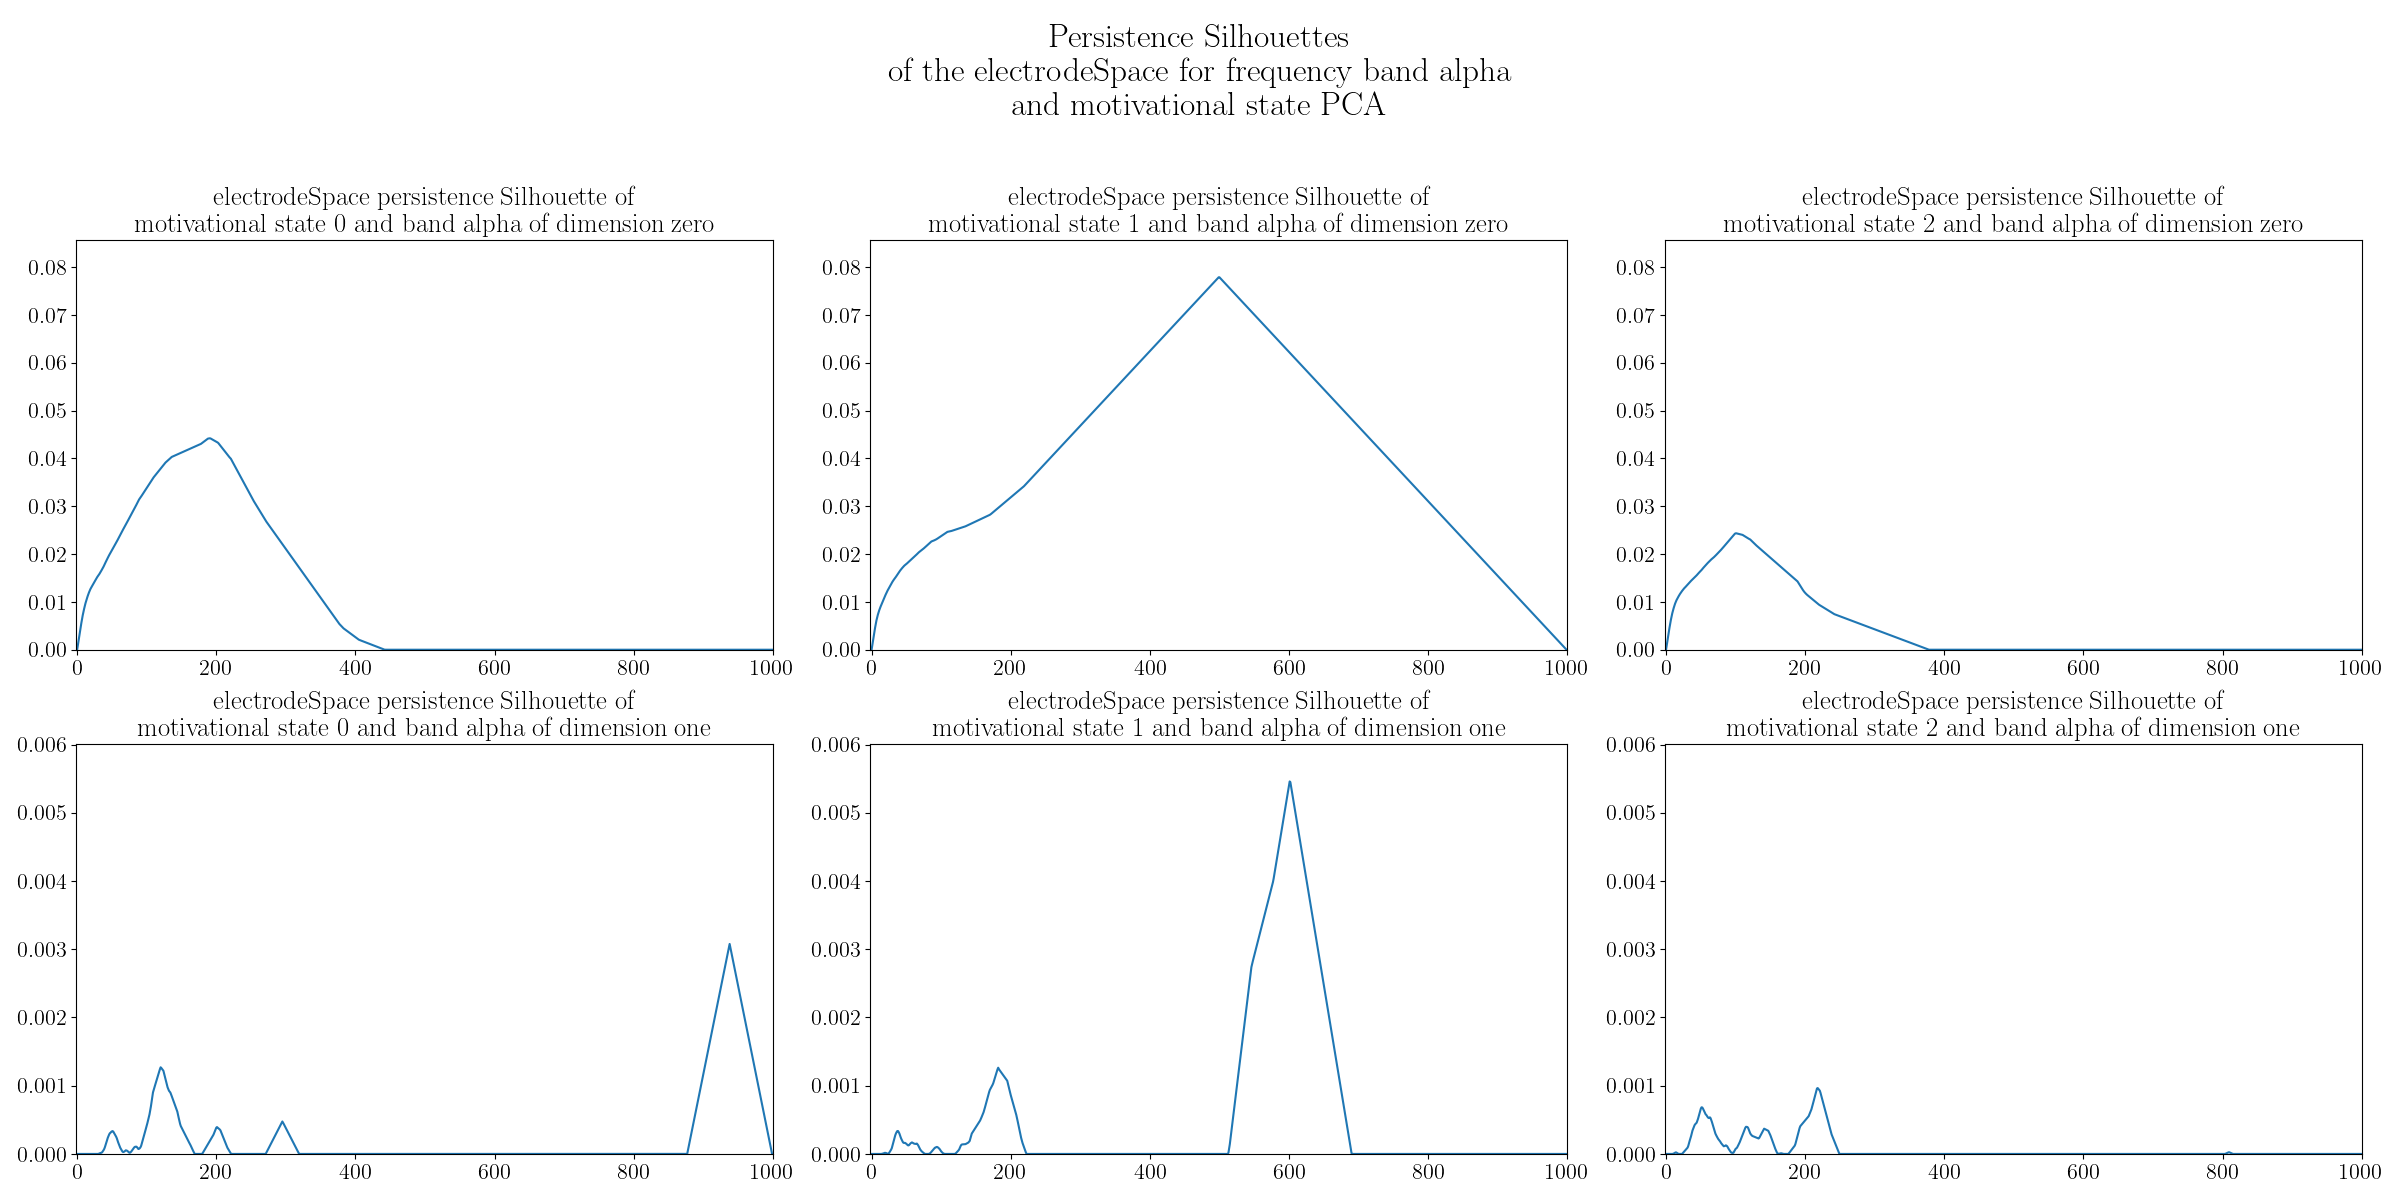 Persistence Silhouettes
of the electrodeSpace for frequency band alpha
and motivational state PCA
electrodeSpace persistence Silhouette of
motivational state 0 and band alpha of dimension zero
0.08
0.07
0.06
0.05
0.04
0.03
0.02
0.01
0.00
0 200 400 600 800 1000
electrodeSpace persistence Silhouette of
motivational state 1 and band alpha of dimension zero
0.08
0.07
0.06
0.05
0.04
0.03
0.02
0.01
0.00
0 200 400 600 800 1000
electrodeSpace persistence Silhouette of
motivational state 2 and band alpha of dimension zero
0.08
0.07
0.06
0.05
0.04
0.03
0.02
0.01
0.00
0 200 400 600 800 1000
electrodeSpace persistence Silhouette of
motivational state 0 and band alpha of dimension one
0.006
0.005
0.004
0.003
0.002
0.001
0.000
0 200 400 600 800 1000
electrodeSpace persistence Silhouette of
motivational state 1 and band alpha of dimension one
0.006
0.005
0.004
0.003
0.002
0.001
0.000
0 200 400 600 800 1000
electrodeSpace persistence Silhouette of
motivational state 2 and band alpha of dimension one
0.006
0.005
0.004
0.003
0.002
0.001
0.000
0 200 400 600 800 1000